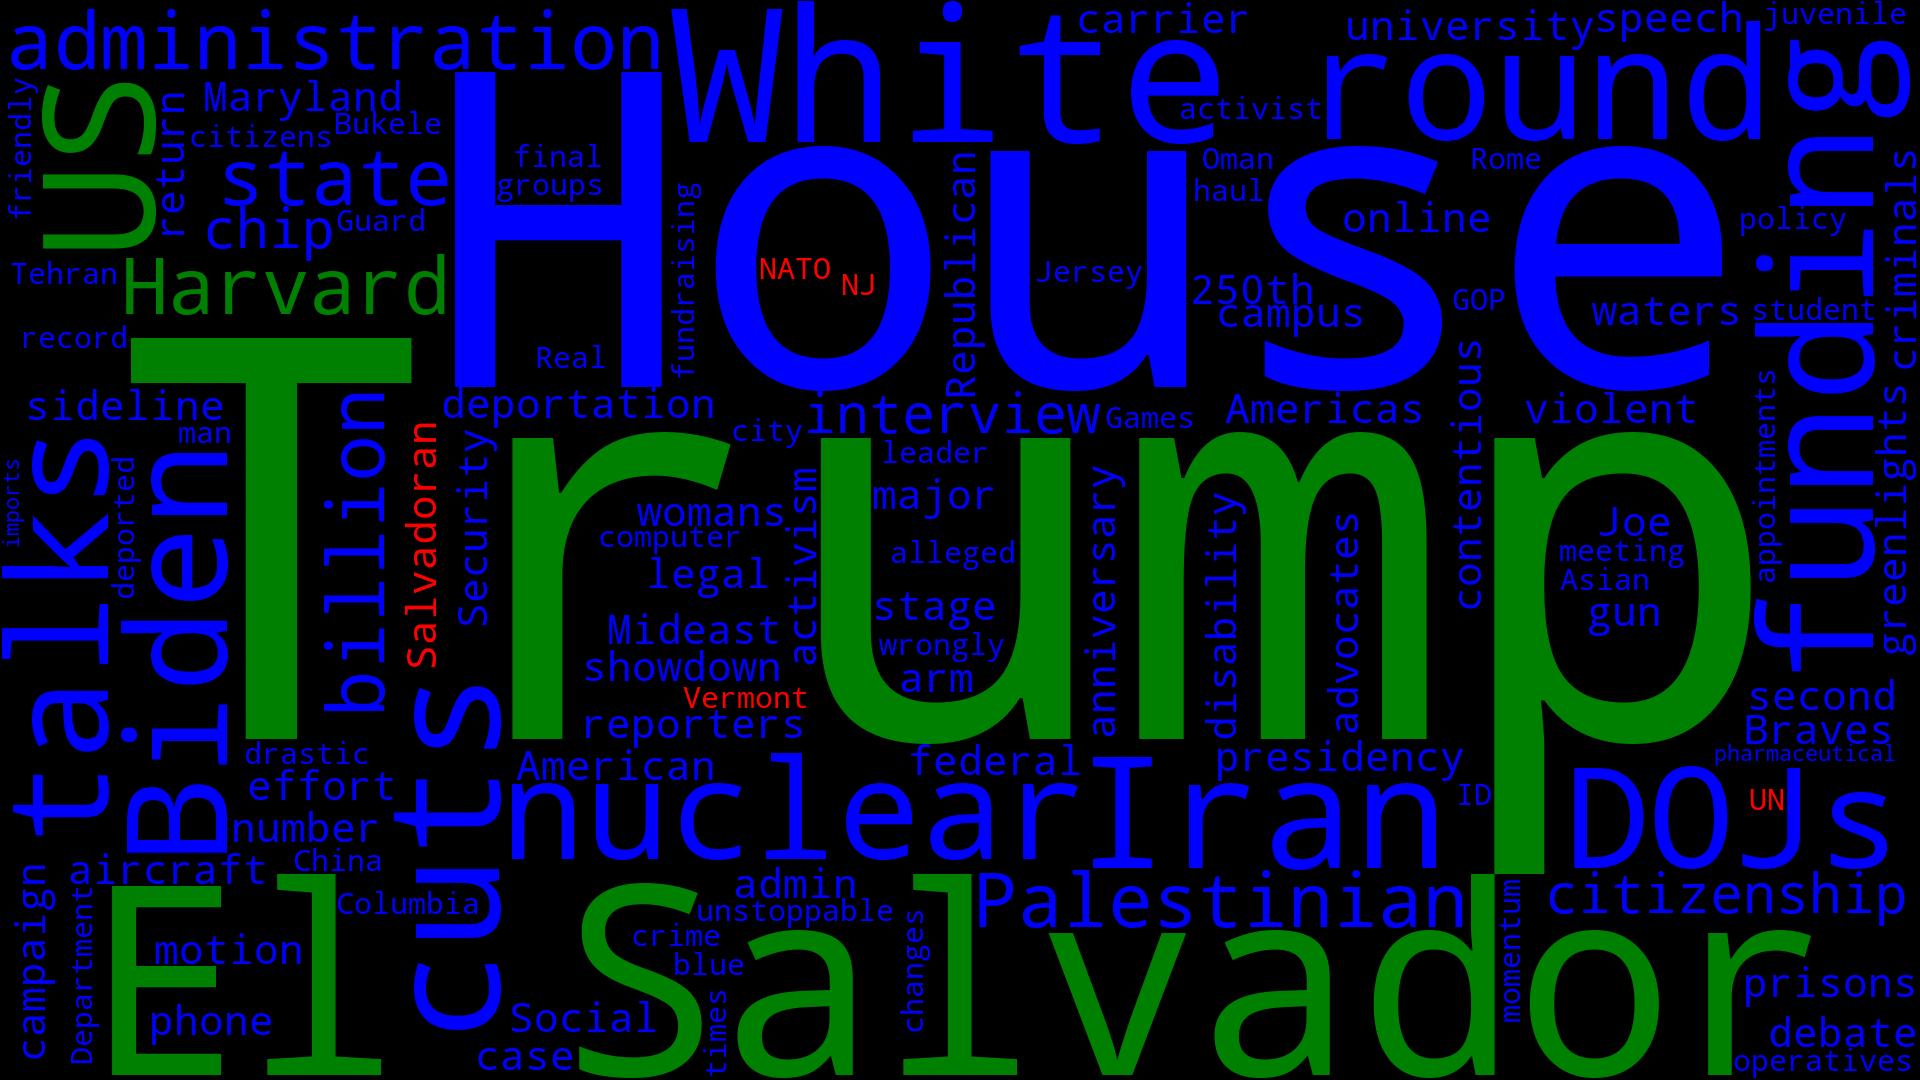 administration
White
carrier
university
speech
juvenile
round
friendly
US
return
Maryland
citizens
Bukele
House
activist
funding
state
final
groups
fundraising
Republican
Oman
haul
Rome
online
policy
criminals
chip
Guard
Tehran
Harvard
NATO
NJ
Jersey
250th
campus
GOP
waters
student
record
Real
Trump
sideline
man
deportation
city
interview
Games
Americas
contentious
violent
appointments
greenlights
talks
imports
deported
Biden
billion
Salvadoran
Security
leader
major
womans
computer
activism
legal
alleged
anniversary
disability
advocates
Joe
meeting
Asian
gun
stage
Mideast
wrongly
showdown
arm
Vermont
reporters
second
Braves
pharmaceutical
drastic
effort
cuts
American
federal
presidency
nuclear
Iran
ID
DOJs
UN
number
aircraft
China
campaign
Department
El Salvador
Columbia
admin
unstoppable
Palestinian
momentum
citizenship
motion
crime
blue
changes
phone
Social
case
times
prisons
debate
operatives